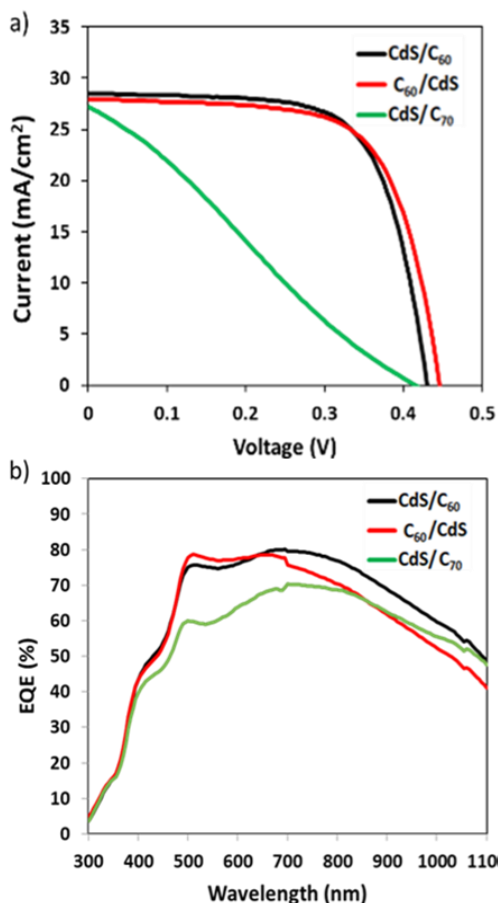 a)
35
30
25
20
15
10
5
0
Current (mA/cm²)
CdS/C₆₀
C₆₀/CdS
CdS/C₇₀
0 0.1 0.2 0.3 0.4 0.5
Voltage (V)
b)
100
90
80
70
60
50
40
30
20
10
0
EQE (%)
CdS/C₆₀
C₆₀/CdS
CdS/C₇₀
300 400 500 600 700 800 900 1000 1100
Wavelength (nm)